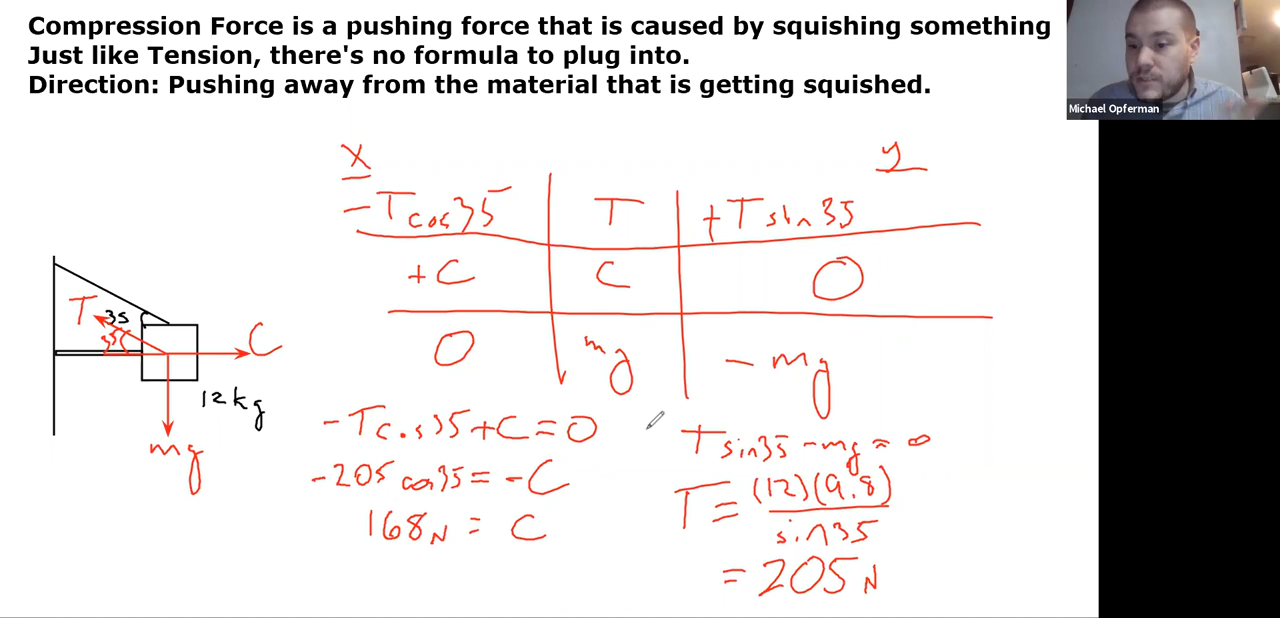 Compression Force is a pushing force that is caused by squishing something
Just like Tension, there's no formula to plug into.
Direction: Pushing away from the material that is getting squished.
Michael Opferman
x
y
-Tcos35 T +Tsin35
+C C 0
0 mg -mg
T 35
35
C
12kg
mg
-Tcos35+C=0
-205cos35=-C
168N=C
Tsin35-mg=0
T=(12)(9.8)
sin35
=205N